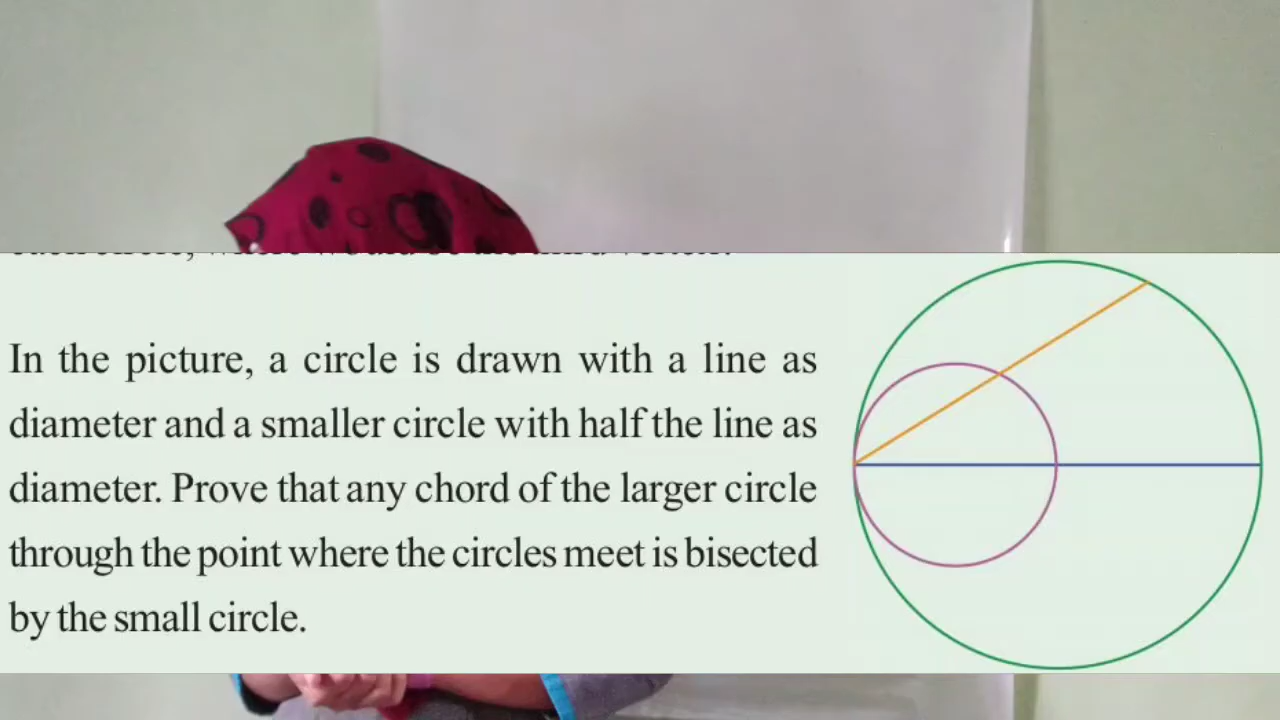 In the picture, a circle is drawn with a line as
diameter and a smaller circle with half the line as
diameter. Prove that any chord of the larger circle
through the point where the circles meet is bisected
by the small circle.